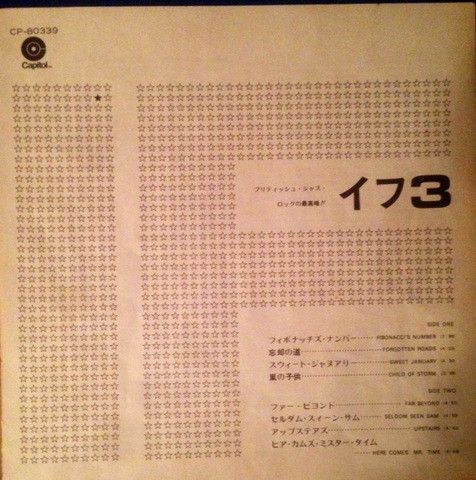 CP-80339
Capitol
ブリティッシュ・ジャズ・
ロックの最高峰!!
イフ3
SIDE ONE
フィボナッチズ・ナンバー FIBONACCI'S NUMBER
忘却の道 FORGOTTEN ROADS
スウィート・ジャニュアリー SWEET JANUARY
嵐の子供 CHILD OF STORM
SIDE TWO
ファー・ビヨンド FAR BEYOND
セルダム・スィーン・サム SELDOM SEEN SAM
アップステアズ UPSTAIRS
ヒア・カムズ・ミスター・タイム
HERE COMES MR. TIME